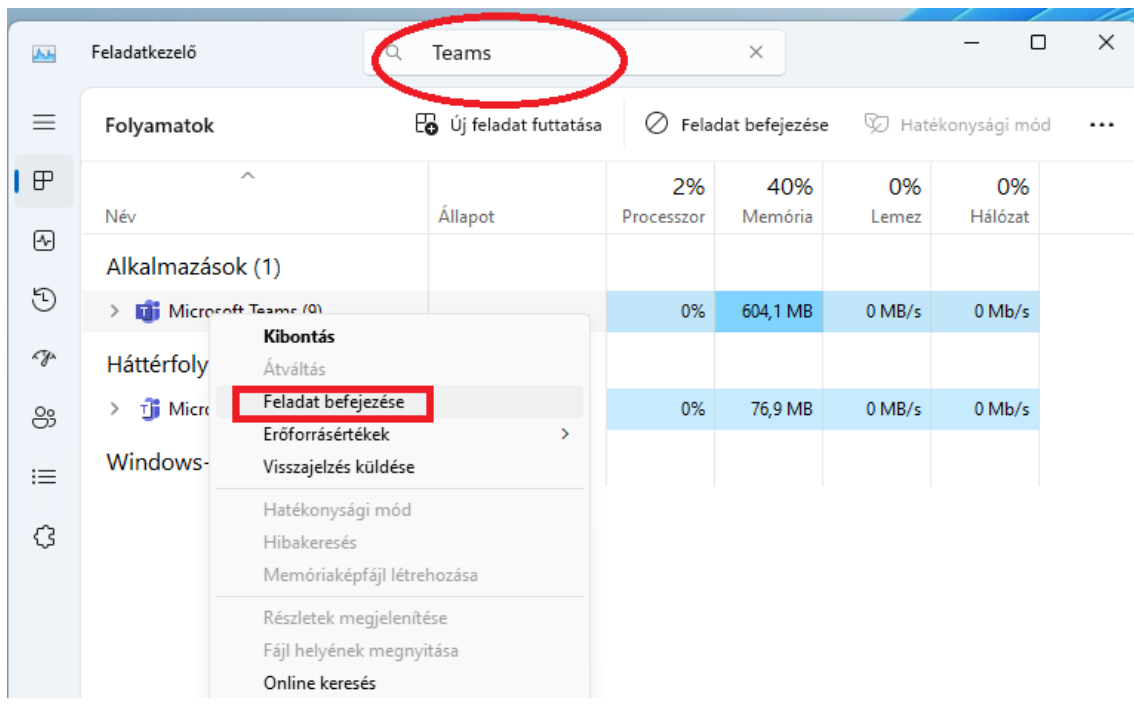 Feladatkezelő
Teams
Folyamatok
Új feladat futtatása
Feladat befejezése
Hatékonysági mód
2% 40% 0% 0%
Név Állapot Processzor Memória Lemez Hálózat
Alkalmazások (1)
Microsoft Teams (9) 0% 604,1 MB 0 MB/s 0 Mb/s
Kibontás
Háttérfoly
Átváltás
Feladat befejezése
Micro 0% 76,9 MB 0 MB/s 0 Mb/s
Erőforrásértékek
Windows-
Visszajelzés küldése
Hatékonysági mód
Hibakeresés
Memóriaképfájl létrehozása
Részletek megjelenítése
Fájl helyének megnyitása
Online keresés